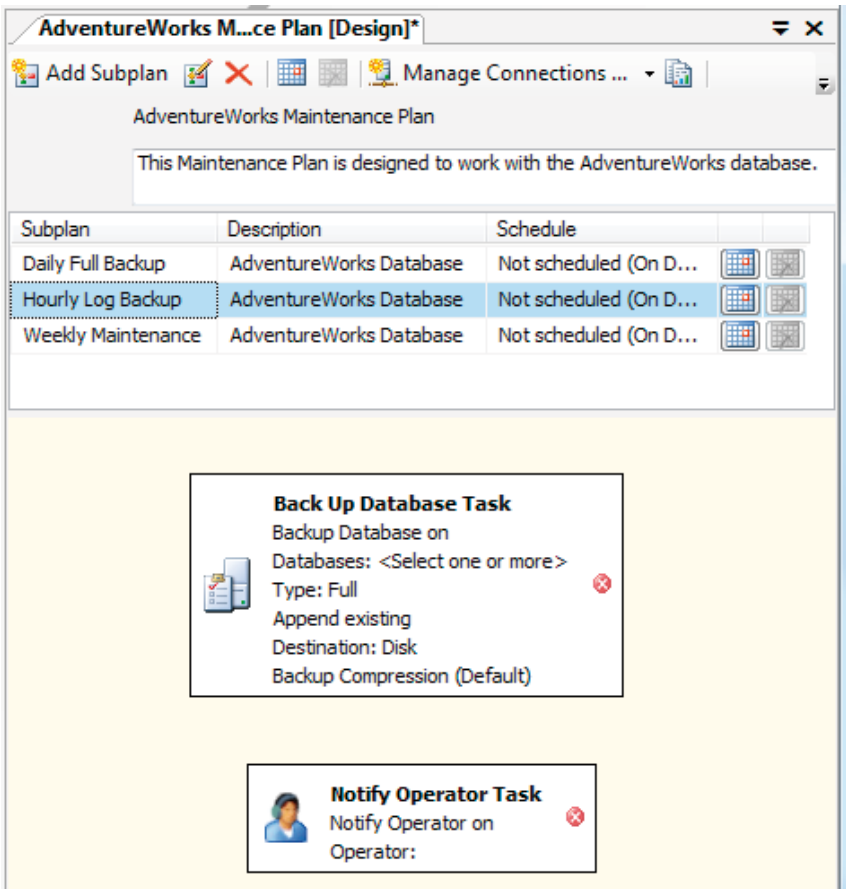 AdventureWorks M...ce Plan [Design]*
Add Subplan Manage Connections ...
AdventureWorks Maintenance Plan
This Maintenance Plan is designed to work with the AdventureWorks database.
Subplan Description Schedule
Daily Full Backup AdventureWorks Database Not scheduled (On D...
Hourly Log Backup AdventureWorks Database Not scheduled (On D...
Weekly Maintenance AdventureWorks Database Not scheduled (On D...
Back Up Database Task
Backup Database on
Databases: <Select one or more>
Type: Full
Append existing
Destination: Disk
Backup Compression (Default)
Notify Operator Task
Notify Operator on
Operator: